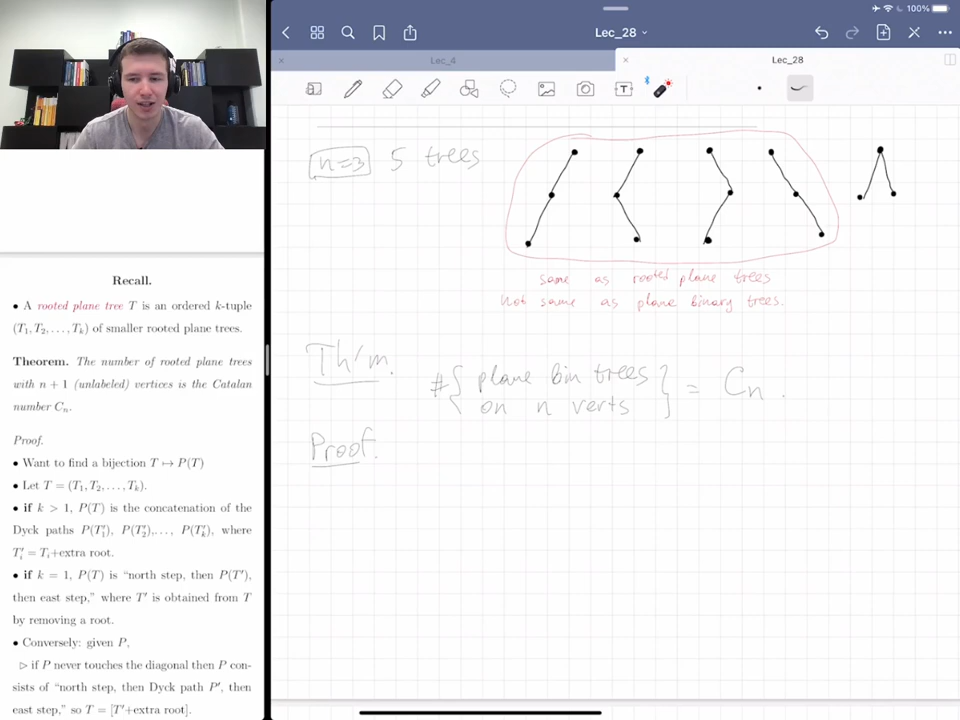 100%
Lec_28
Lec_4
Lec_28
T
n=3 5 trees
same as rooted plane trees
not same as plane binary trees.
Th'm.
#{ plane bin trees on n verts } = Cn.
Proof.
Recall.
• A rooted plane tree T is an ordered k-tuple
(T1, T2, . . . , Tk) of smaller rooted plane trees.
Theorem. The number of rooted plane trees
with n + 1 (unlabeled) vertices is the Catalan
number Cn.
Proof.
• Want to find a bijection T ↦ P(T)
• Let T = (T1, T2, . . . , Tk).
• if k > 1, P(T) is the concatenation of the
Dyck paths P(T′1), P(T′2),. . . , P(T′k), where
T′i = Ti+extra root.
• if k = 1, P(T) is “north step, then P(T′),
then east step,” where T′ is obtained from T
by removing a root.
• Conversely: given P,
▷ if P never touches the diagonal then P con-
sists of “north step, then Dyck path P′, then
east step,” so T = [T′+extra root].